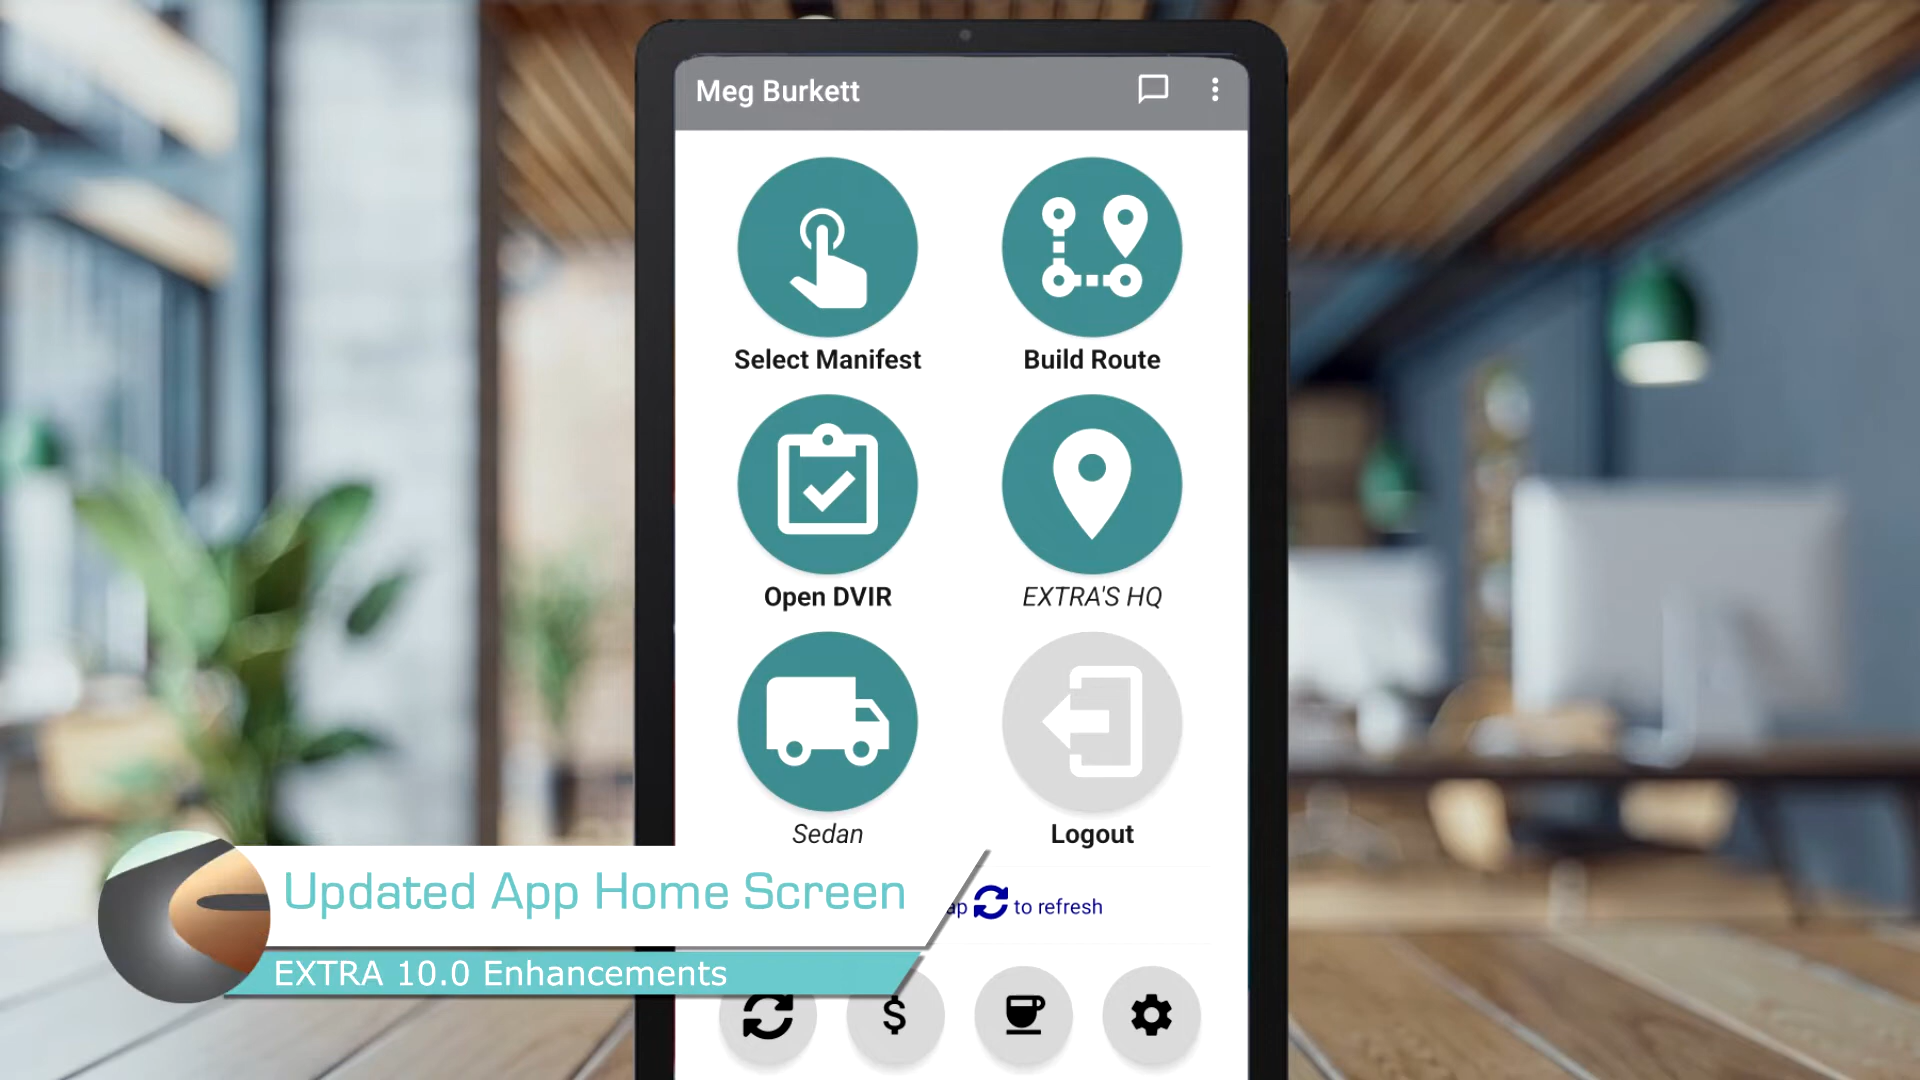 Meg Burkett
Select Manifest
Build Route
Open DVIR
EXTRA'S HQ
Sedan
Logout
Updated App Home Screen
to refresh
EXTRA 10.0 Enhancements
$